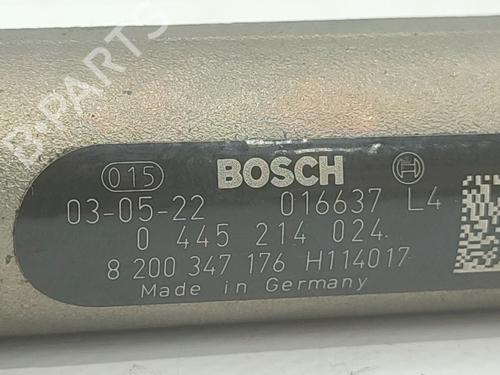 B-PARTS
015 BOSCH
03-05-22 016637 L4
0 445 214 024
8 200 347 176 H114017
Made in Germany